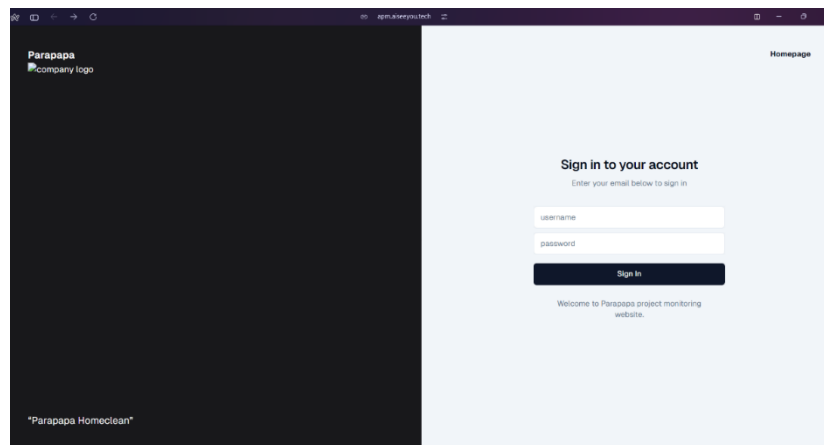 apm.aiseeyou.tech
Parapapa
company logo
Homepage
Sign in to your account
Enter your email below to sign in
username
password
Sign In
Welcome to Parapapa project monitoring
website.
"Parapapa Homeclean"